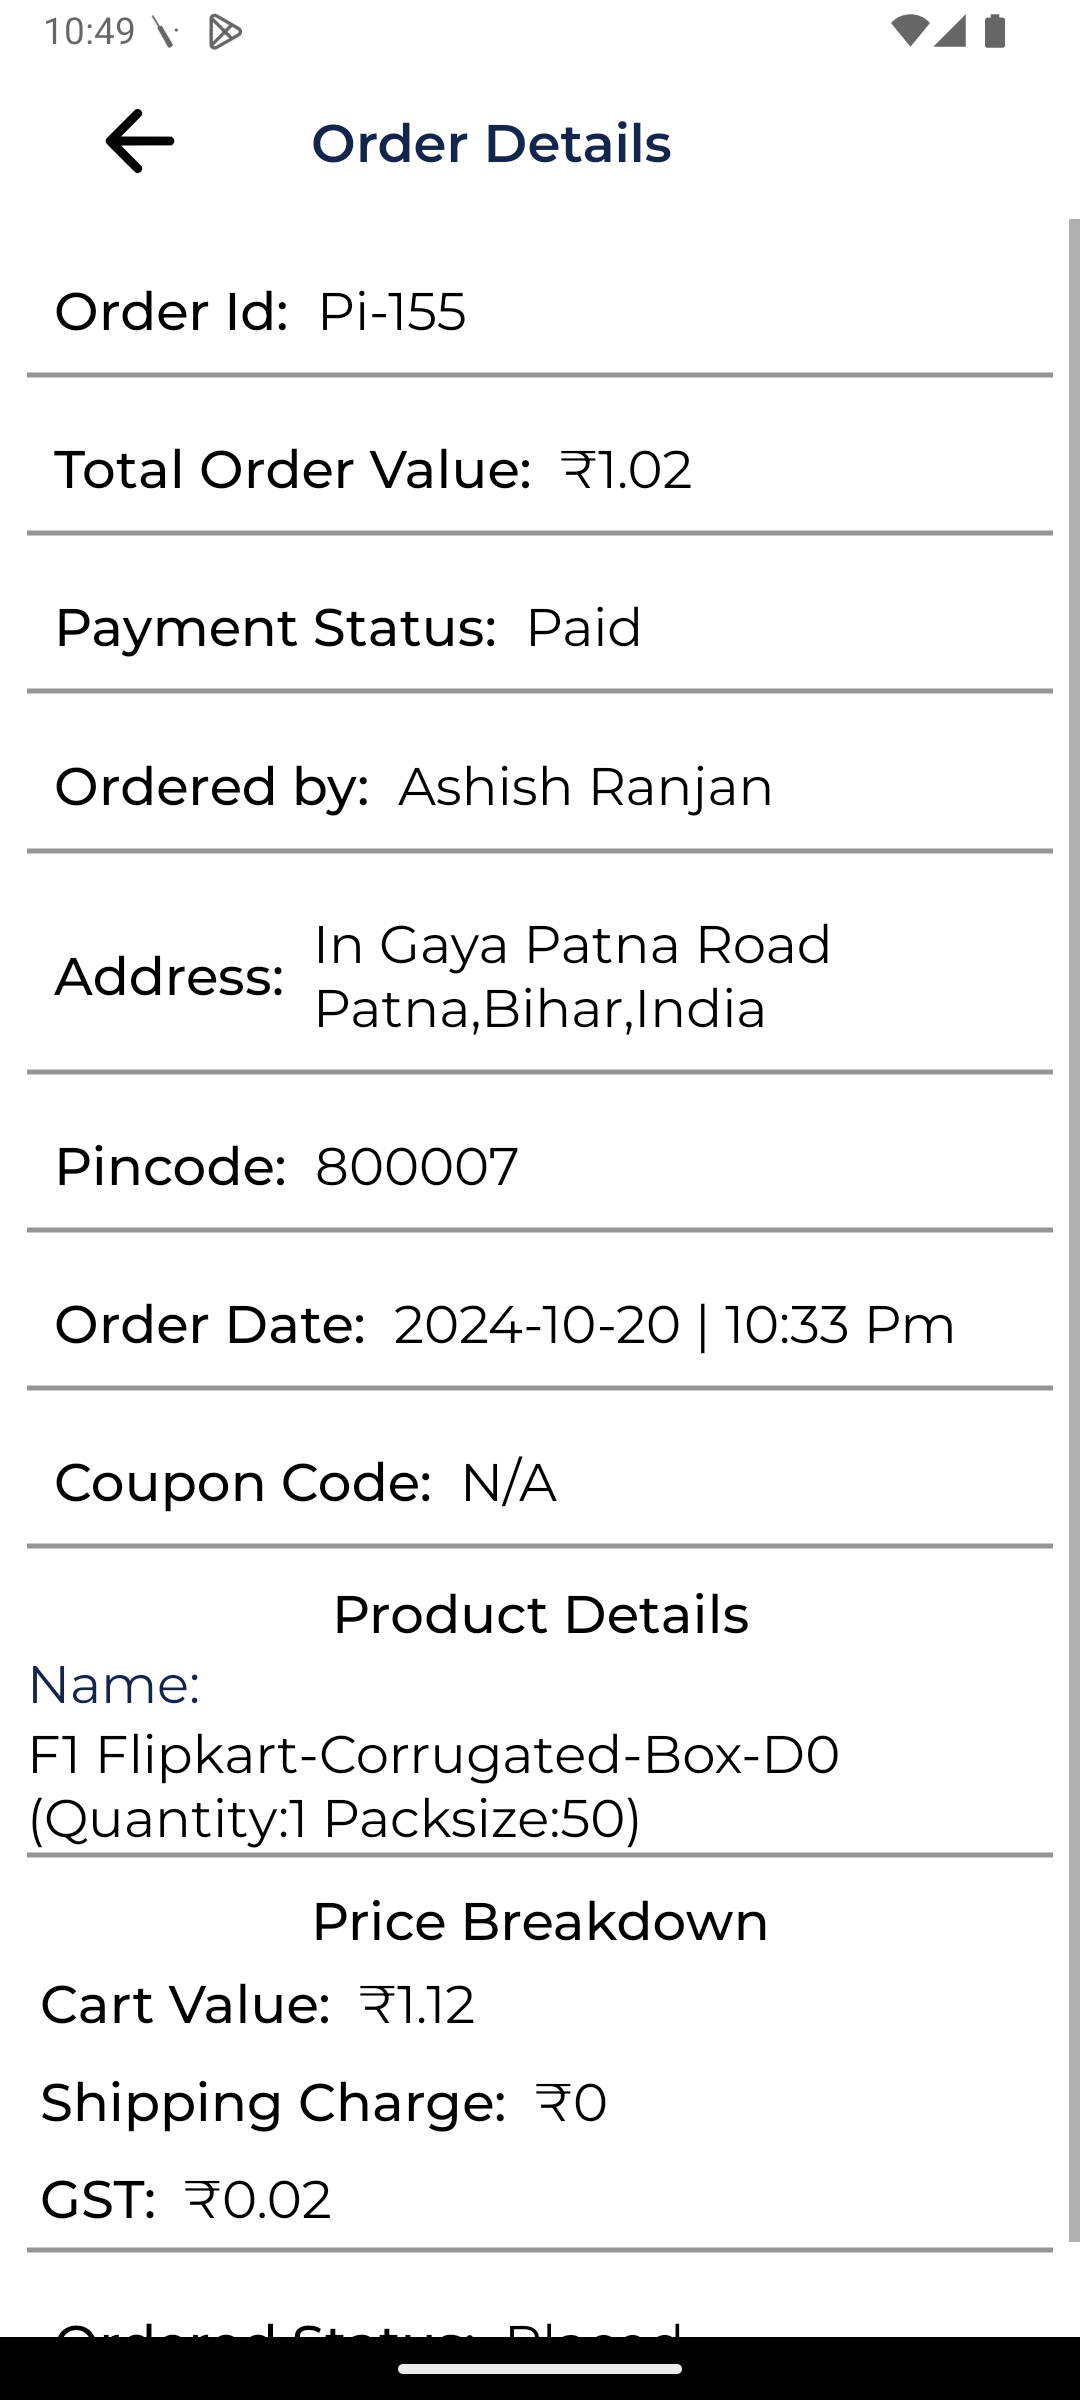 10:49
Order Details
Order Id: Pi-155
Total Order Value: ₹1.02
Payment Status: Paid
Ordered by: Ashish Ranjan
Address: In Gaya Patna Road
Patna,Bihar,India
Pincode: 800007
Order Date: 2024-10-20 | 10:33 Pm
Coupon Code: N/A
Product Details
Name:
F1 Flipkart-Corrugated-Box-D0
(Quantity:1 Packsize:50)
Price Breakdown
Cart Value: ₹1.12
Shipping Charge: ₹0
GST: ₹0.02
Ordered Status: Placed